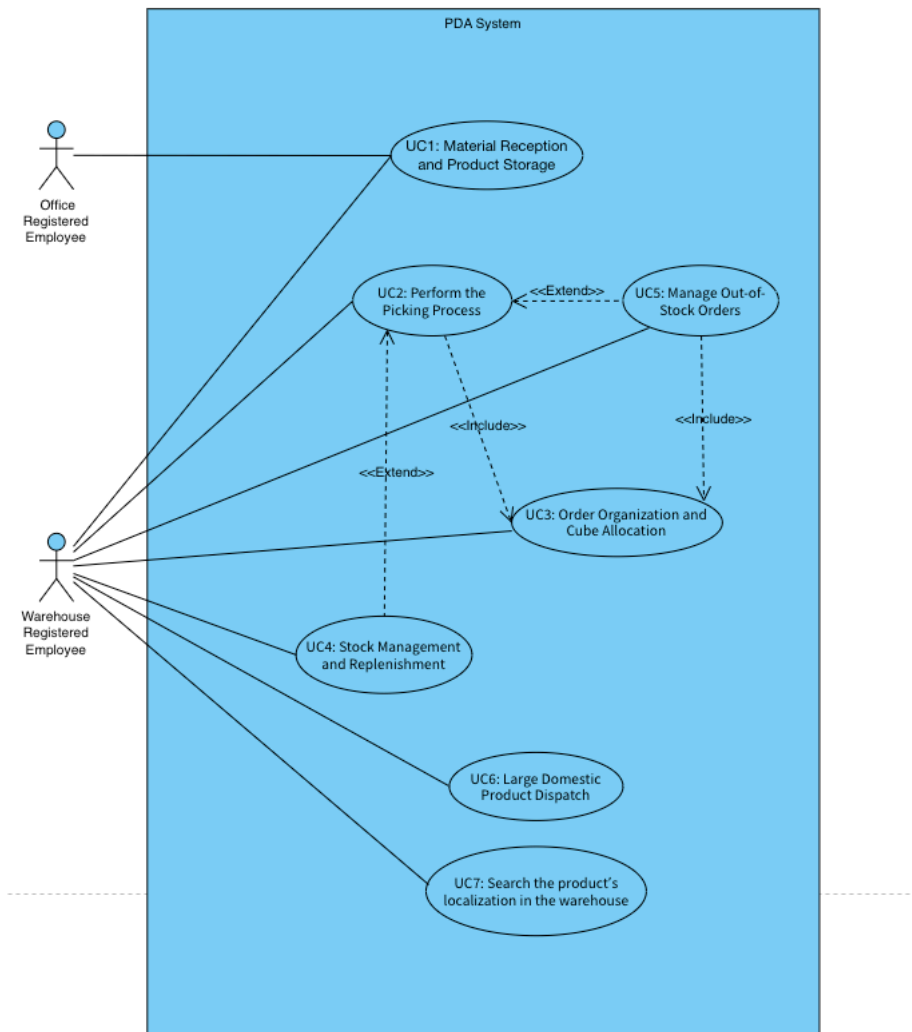 PDA System
UC1: Material Reception
and Product Storage
Office
Registered
Employee
UC2: Perform the
Picking Process
<<Extend>>
UC5: Manage Out-of-
Stock Orders
<<Include>>
<<Include>>
<<Extend>>
UC3: Order Organization and
Cube Allocation
Warehouse
Registered
Employee
UC4: Stock Management
and Replenishment
UC6: Large Domestic
Product Dispatch
UC7: Search the product's
localization in the warehouse